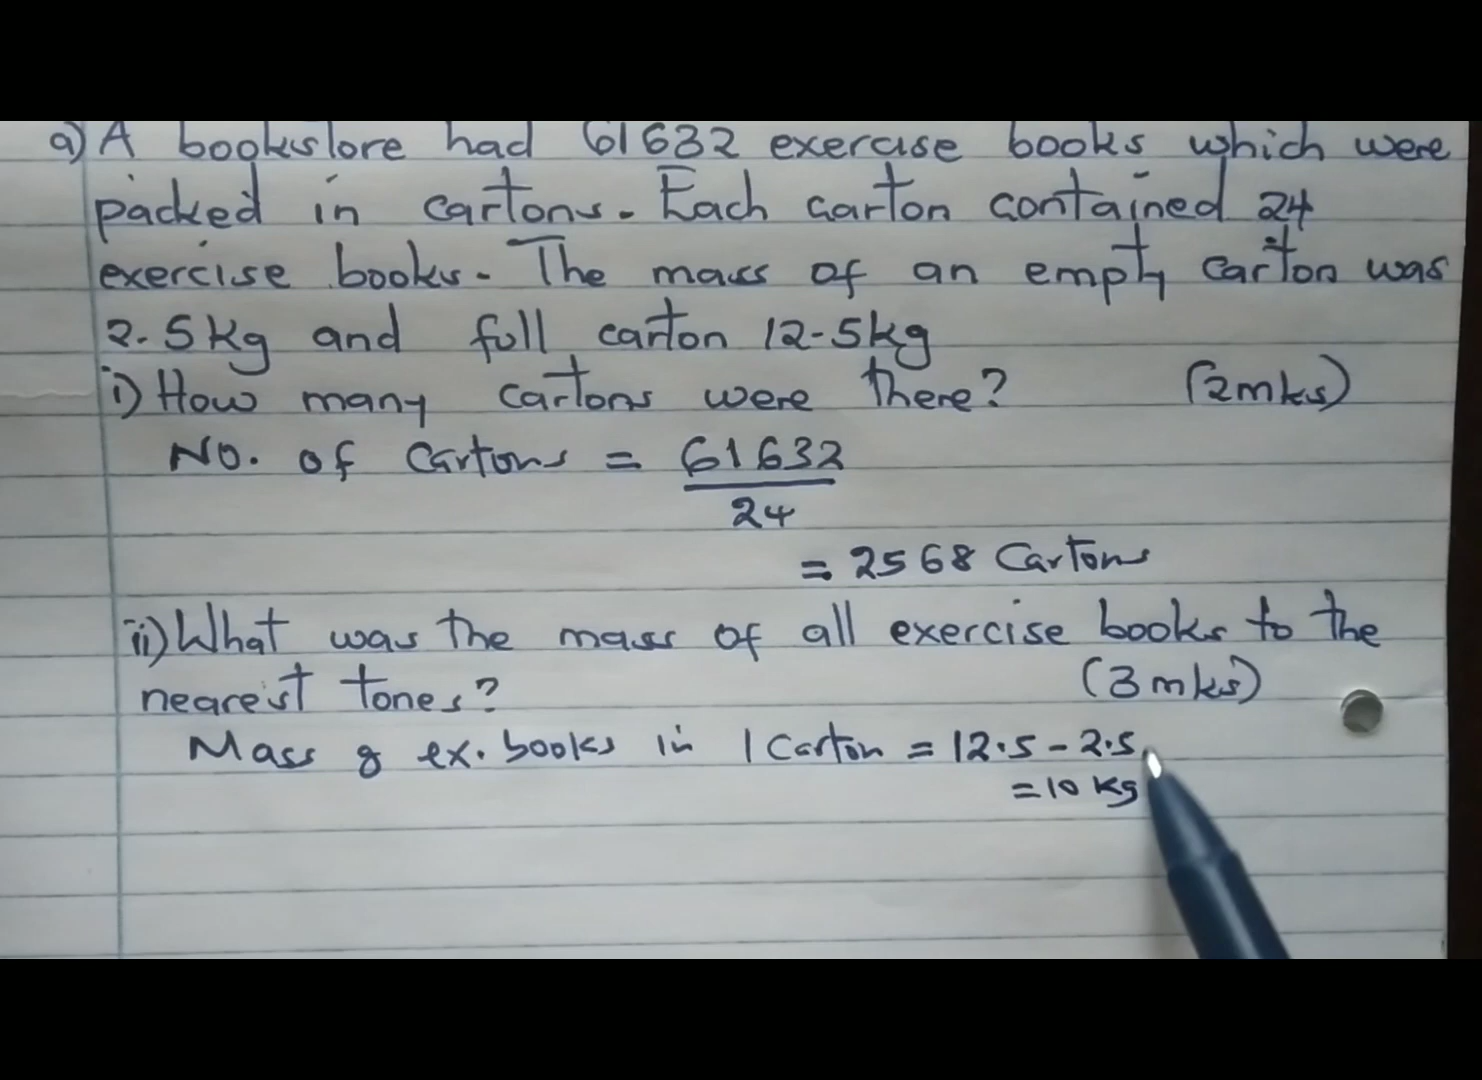 a) A bookstore had 61632 exercise books which were
packed in cartons. Each carton contained 24
exercise books. The mass of an empty carton was
2.5kg and full carton 12.5kg
i) How many cartons were there? (2mks)
No. of Cartons = 61632
24
= 2568 Cartons
ii) What was the mass of all exercise books to the
nearest tones? (3mks)
Mass of ex. books in 1 Carton = 12.5 - 2.5
= 10 kg